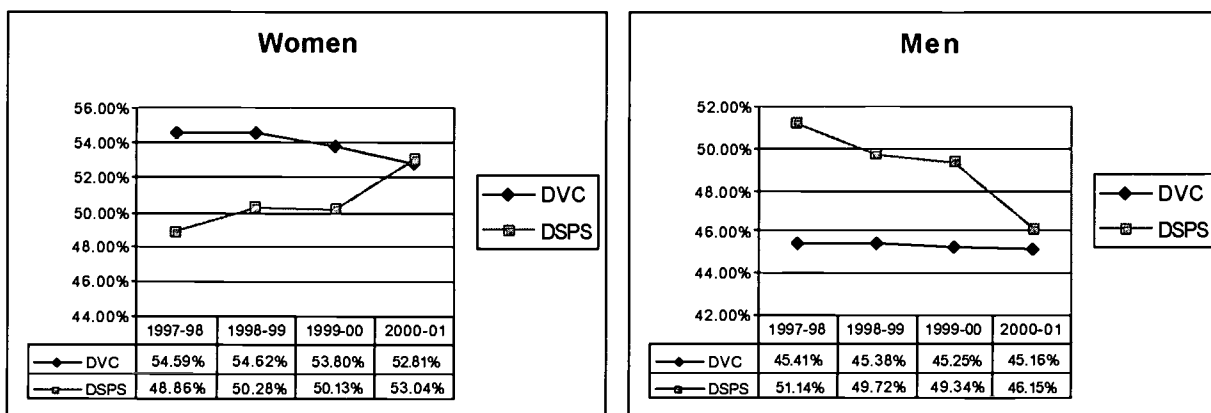 Women
56.00%
54.00%
52.00%
50.00%
48.00%
46.00%
44.00%
DVC
DSPS
1997-98 1998-99 1999-00 2000-01
DVC 54.59% 54.62% 53.80% 52.81%
DSPS 48.86% 50.28% 50.13% 53.04%
Men
52.00%
50.00%
48.00%
46.00%
44.00%
42.00%
DVC
DSPS
1997-98 1998-99 1999-00 2000-01
DVC 45.41% 45.38% 45.25% 45.16%
DSPS 51.14% 49.72% 49.34% 46.15%